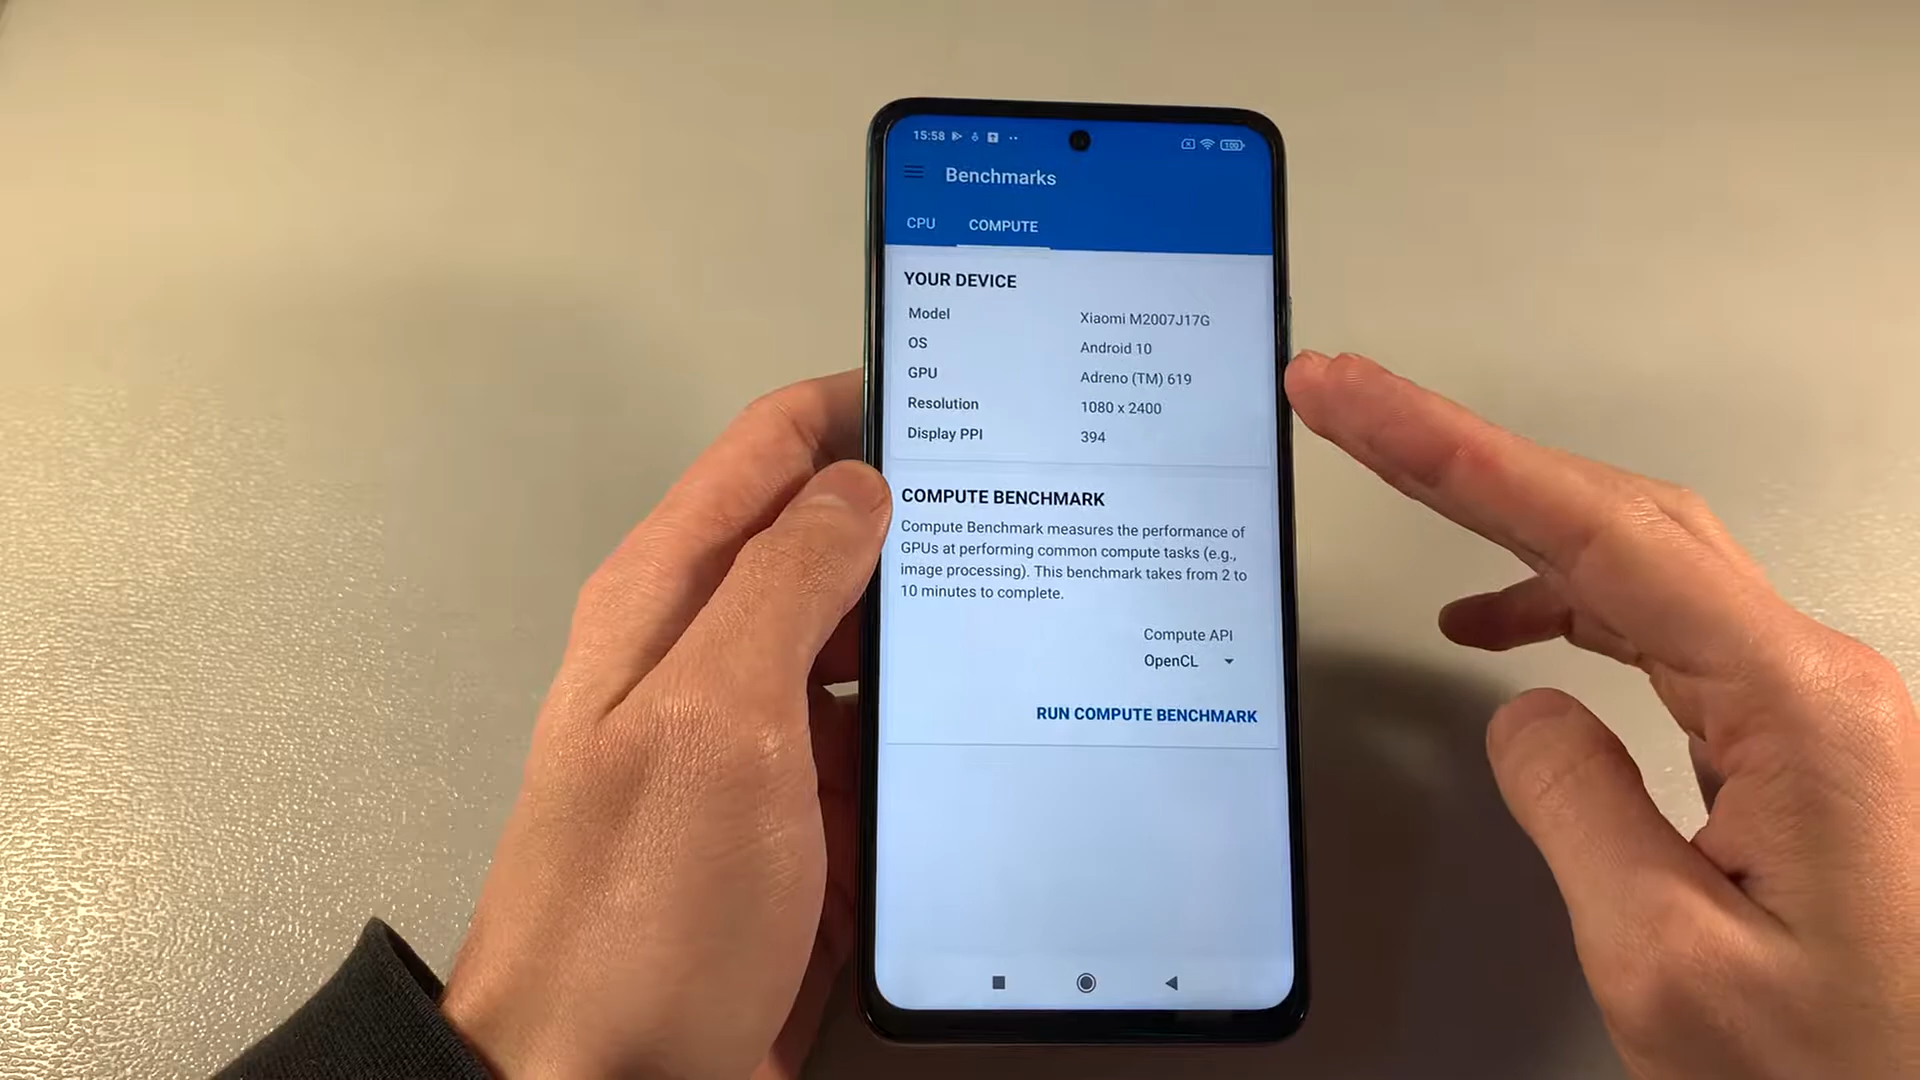 15:58
100
Benchmarks
CPU COMPUTE
YOUR DEVICE
Model Xiaomi M2007J17G
OS Android 10
GPU Adreno (TM) 619
Resolution 1080 x 2400
Display PPI 394
COMPUTE BENCHMARK
Compute Benchmark measures the performance of
GPUs at performing common compute tasks (e.g.,
image processing). This benchmark takes from 2 to
10 minutes to complete.
Compute API
OpenCL
RUN COMPUTE BENCHMARK